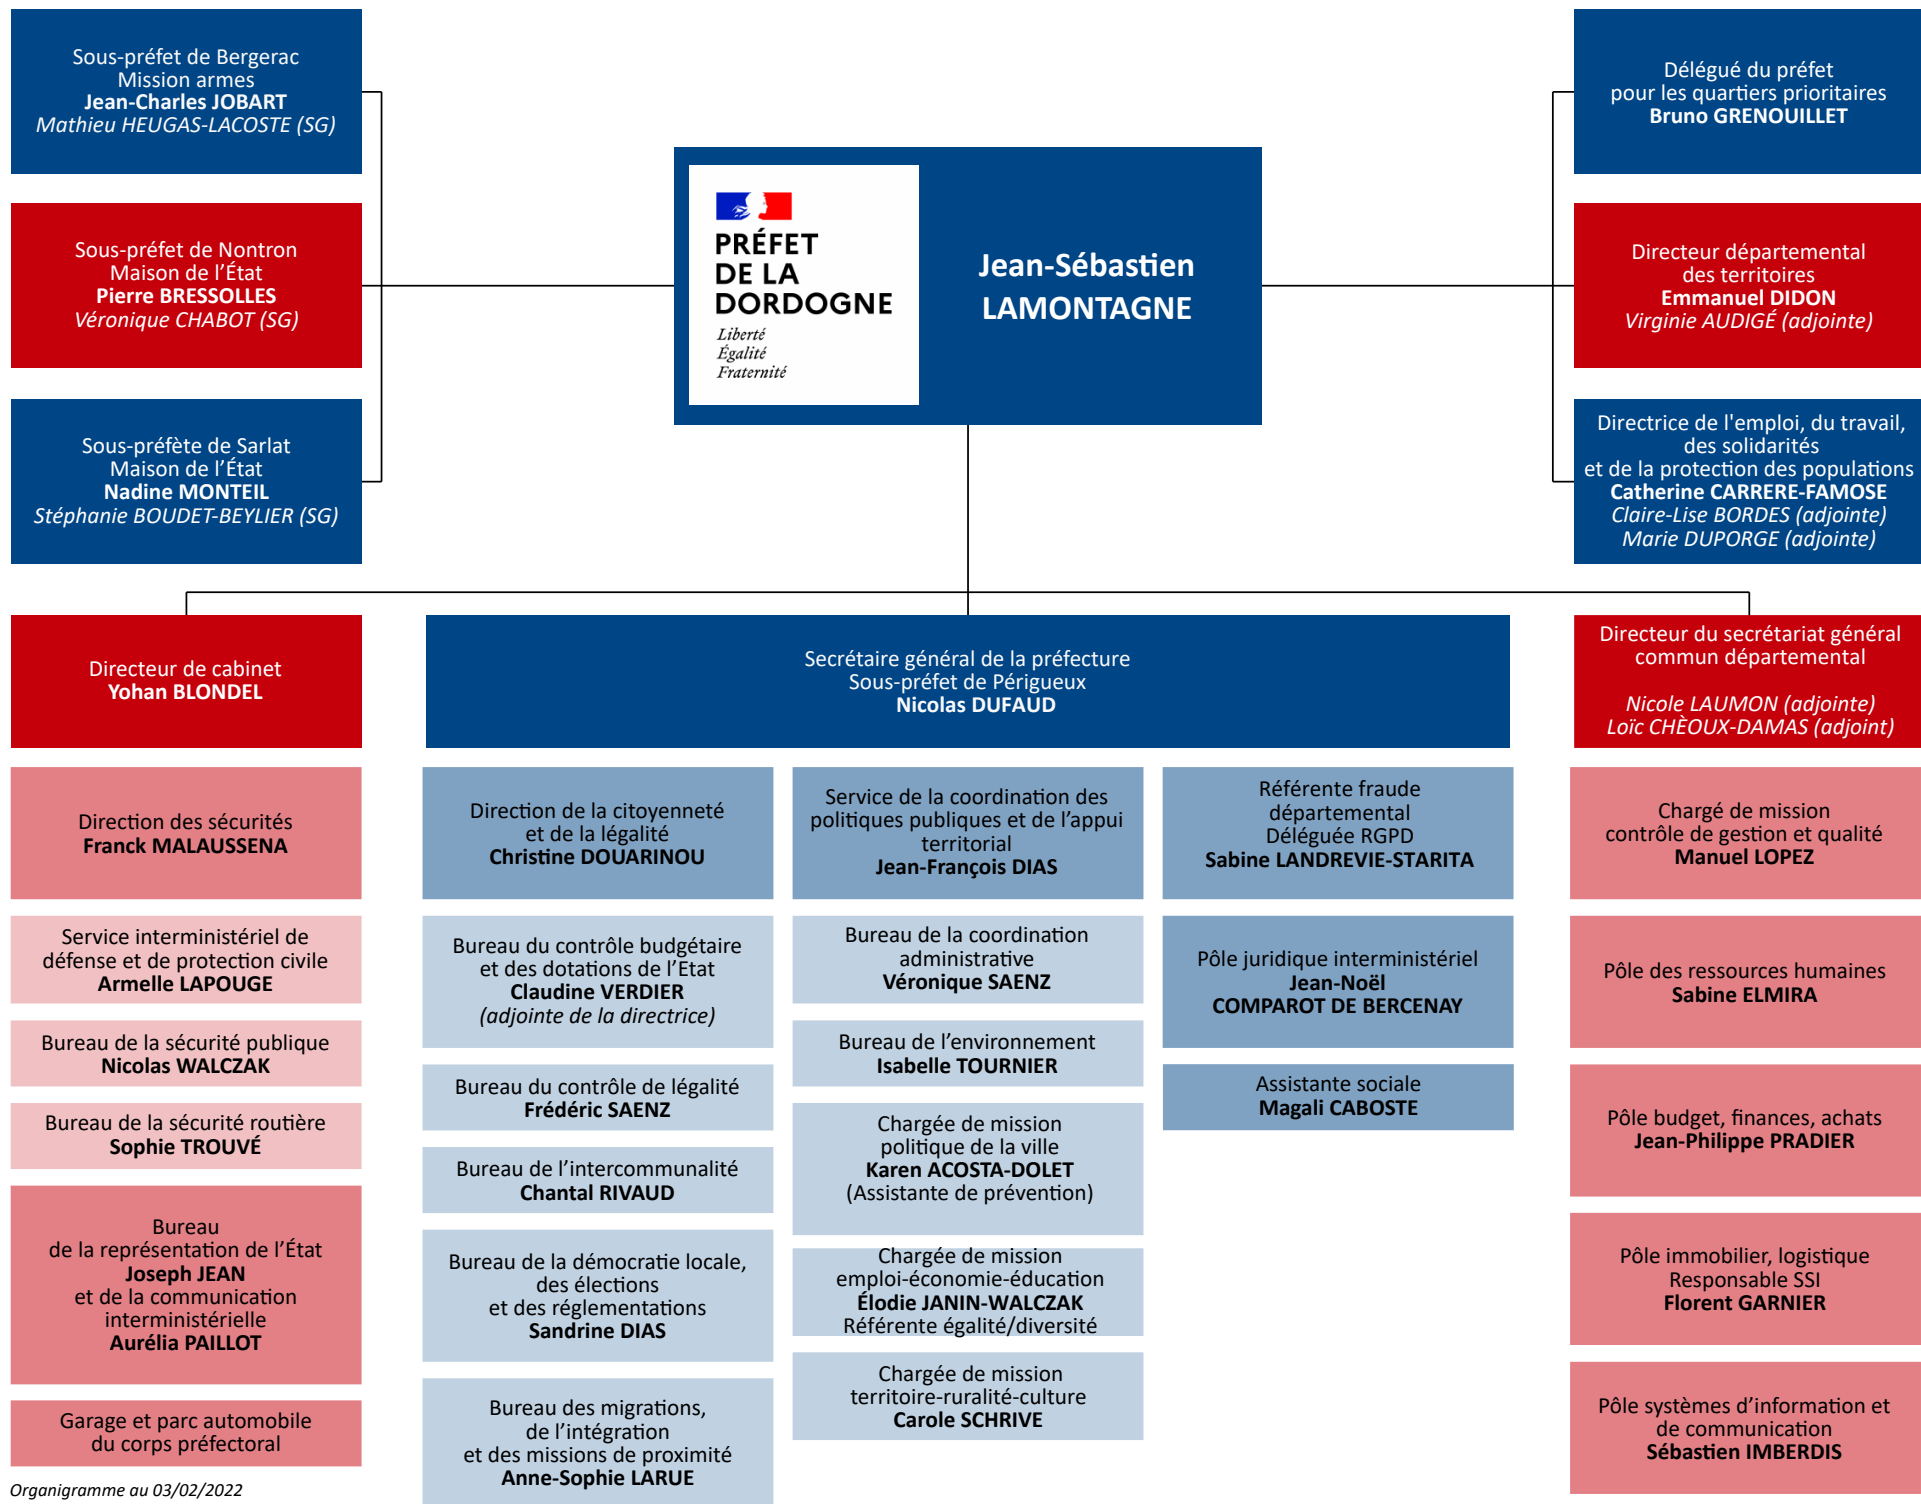 Sous-préfet de Bergerac
Mission armes
Jean-Charles JOBART
Mathieu HEUGAS-LACOSTE (SG)
Sous-préfet de Nontron
Maison de l’État
Pierre BRESSOLLES
Véronique CHABOT (SG)
Sous-préfète de Sarlat
Maison de l’État
Nadine MONTEIL
Stéphanie BOUDET-BEYLIER (SG)
PRÉFET
DE LA
DORDOGNE
Liberté
Égalité
Fraternité
Jean-Sébastien
LAMONTAGNE
Délégué du préfet
pour les quartiers prioritaires
Bruno GRENOUILLET
Directeur départemental
des territoires
Emmanuel DIDON
Virginie AUDIGÉ (adjointe)
Directrice de l'emploi, du travail,
des solidarités
et de la protection des populations
Catherine CARRERE-FAMOSE
Claire-Lise BORDES (adjointe)
Marie DUPORGE (adjointe)
Directeur de cabinet
Yohan BLONDEL
Direction des sécurités
Franck MALAUSSENA
Service interministériel de
défense et de protection civile
Armelle LAPOUGE
Bureau de la sécurité publique
Nicolas WALCZAK
Bureau de la sécurité routière
Sophie TROUVÉ
Bureau
de la représentation de l’État
Joseph JEAN
et de la communication
interministérielle
Aurélia PAILLOT
Garage et parc automobile
du corps préfectoral
Secrétaire général de la préfecture
Sous-préfet de Périgueux
Nicolas DUFAUD
Direction de la citoyenneté
et de la légalité
Christine DOUARINOU
Bureau du contrôle budgétaire
et des dotations de l’Etat
Claudine VERDIER
(adjointe de la directrice)
Bureau du contrôle de légalité
Frédéric SAENZ
Bureau de l’intercommunalité
Chantal RIVAUD
Bureau de la démocratie locale,
des élections
et des réglementations
Sandrine DIAS
Bureau des migrations,
de l’intégration
et des missions de proximité
Anne-Sophie LARUE
Service de la coordination des
politiques publiques et de l’appui
territorial
Jean-François DIAS
Bureau de la coordination
administrative
Véronique SAENZ
Bureau de l’environnement
Isabelle TOURNIER
Chargée de mission
politique de la ville
Karen ACOSTA-DOLET
(Assistante de prévention)
Chargée de mission
emploi-économie-éducation
Élodie JANIN-WALCZAK
Référente égalité/diversité
Chargée de mission
territoire-ruralité-culture
Carole SCHRIVE
Référente fraude
départemental
Déléguée RGPD
Sabine LANDREVIE-STARITA
Pôle juridique interministériel
Jean-Noël
COMPAROT DE BERCENAY
Assistante sociale
Magali CABOSTE
Directeur du secrétariat général
commun départemental
Nicole LAUMON (adjointe)
Loïc CHÈOUX-DAMAS (adjoint)
Chargé de mission
contrôle de gestion et qualité
Manuel LOPEZ
Pôle des ressources humaines
Sabine ELMIRA
Pôle budget, finances, achats
Jean-Philippe PRADIER
Pôle immobilier, logistique
Responsable SSI
Florent GARNIER
Pôle systèmes d’information et
de communication
Sébastien IMBERDIS
Organigramme au 03/02/2022